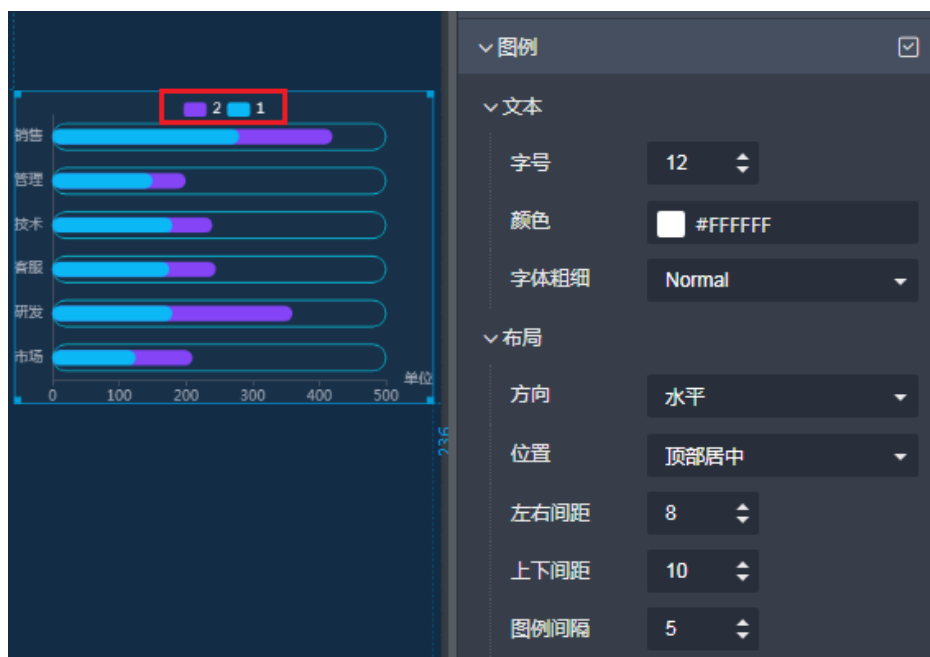 图例
文本
字号 12
颜色 #FFFFFF
字体粗细 Normal
布局
方向 水平
位置 顶部居中
左右间距 8
上下间距 10
图例间隔 5
2 1
销售
管理
技术
客服
研发
市场
单位
0 100 200 300 400 500
236